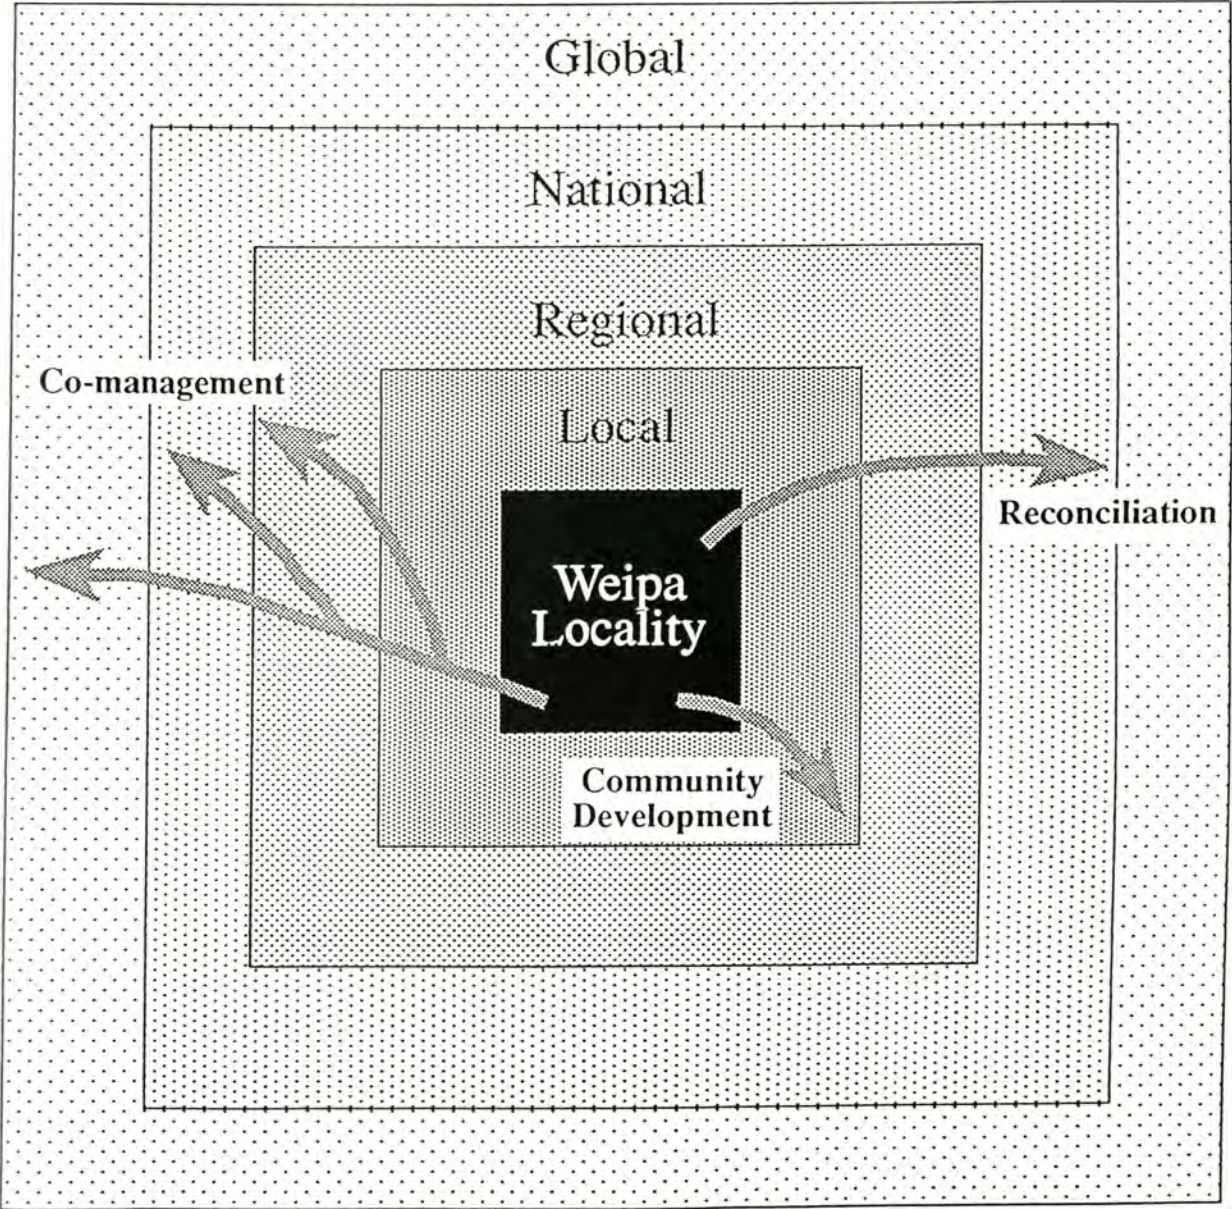 Global
National
Regional
Co-management
Local
Reconciliation
Weipa
Locality
Community
Development